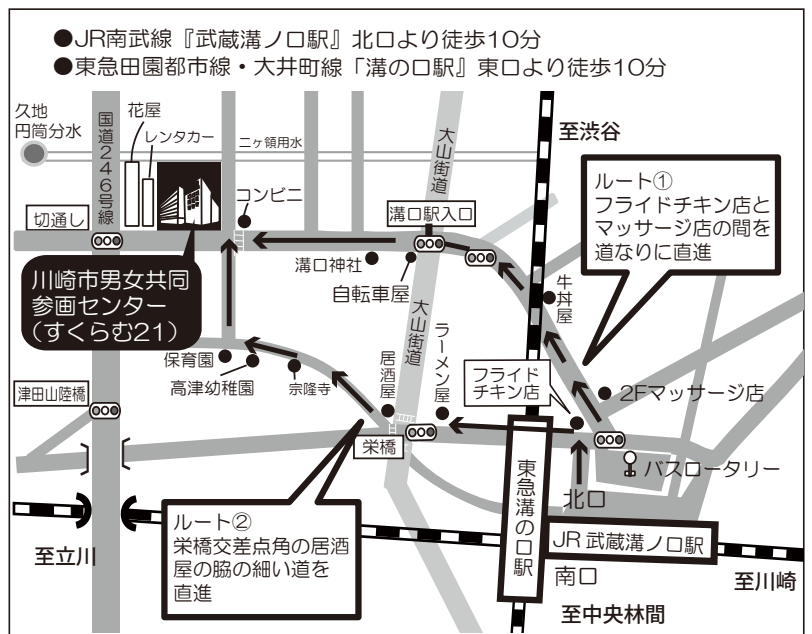 ●JR南武線『武蔵溝ノ口駅』北口より徒歩10分
●東急田園都市線・大井町線「溝の口駅』東口より徒歩10分
久地
円筒分水
国道246号線
花屋
レンタカー
二ヶ領用水
大山街道
至渋谷
ルート①
フライドチキン店と
マッサージ店の間を
道なりに直進
コンビニ
切通し
溝口駅入口
溝口神社
自転車屋
牛丼屋
川崎市男女共同
参画センター
(すくらむ21)
大山街道
ラーメン屋
居酒屋
保育園
高津幼稚園
宗隆寺
フライド
チキン店
2Fマッサージ店
津田山陸橋
栄橋
バスロータリー
東急溝の口駅
北口
ルート②
栄橋交差点角の居酒
屋の脇の細い道を
直進
JR 武蔵溝ノ口駅
南口
至立川
至川崎
至中央林間